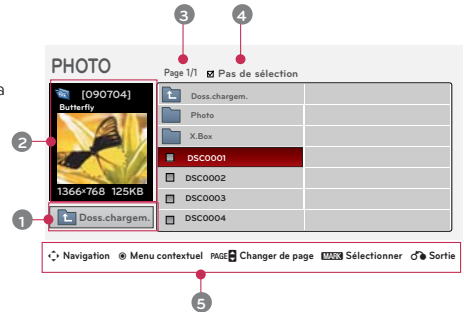 3 4
PHOTO
Page 1/1 Pas de sélection
a
[090704]
Butterfly
1366×768 125KB
Doss.chargem.
Doss.chargem.
Photo
X.Box
DSC0001
DSC0002
DSC0003
DSC0004
2
1
Navigation Menu contextuel PAGE Changer de page MARK Sélectionner Sortie
5